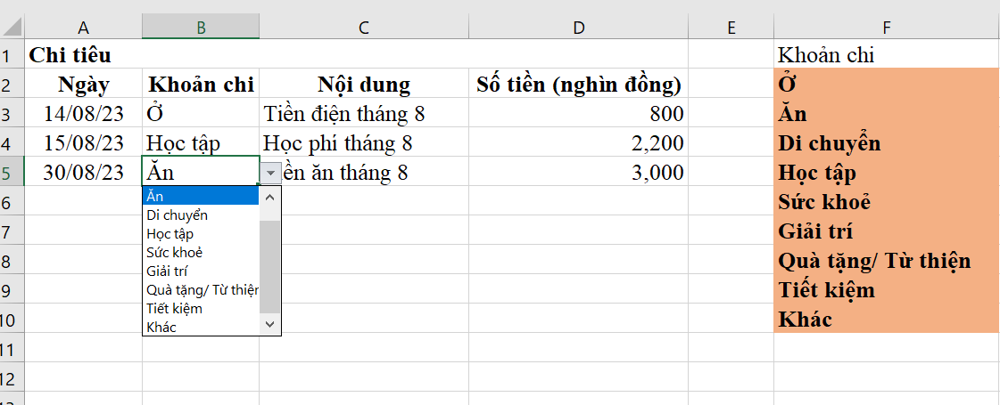 A B C D E F
1 Chi tiêu Khoản chi
2 Ngày Khoản chi Nội dung Số tiền (nghìn đồng) Ở
3 14/08/23 Ở Tiền điện tháng 8 800 Ăn
4 15/08/23 Học tập Học phí tháng 8 2,200 Di chuyển
5 30/08/23 Ăn ền ăn tháng 8 3,000 Học tập
6 Ăn Sức khoẻ
Di chuyển
7 Học tập Giải trí
Sức khoẻ
8 Giải trí Quà tặng/ Từ thiện
9 Quà tặng/ Từ thiện Tiết kiệm
Tiết kiệm
10 Khác Khác
11
12